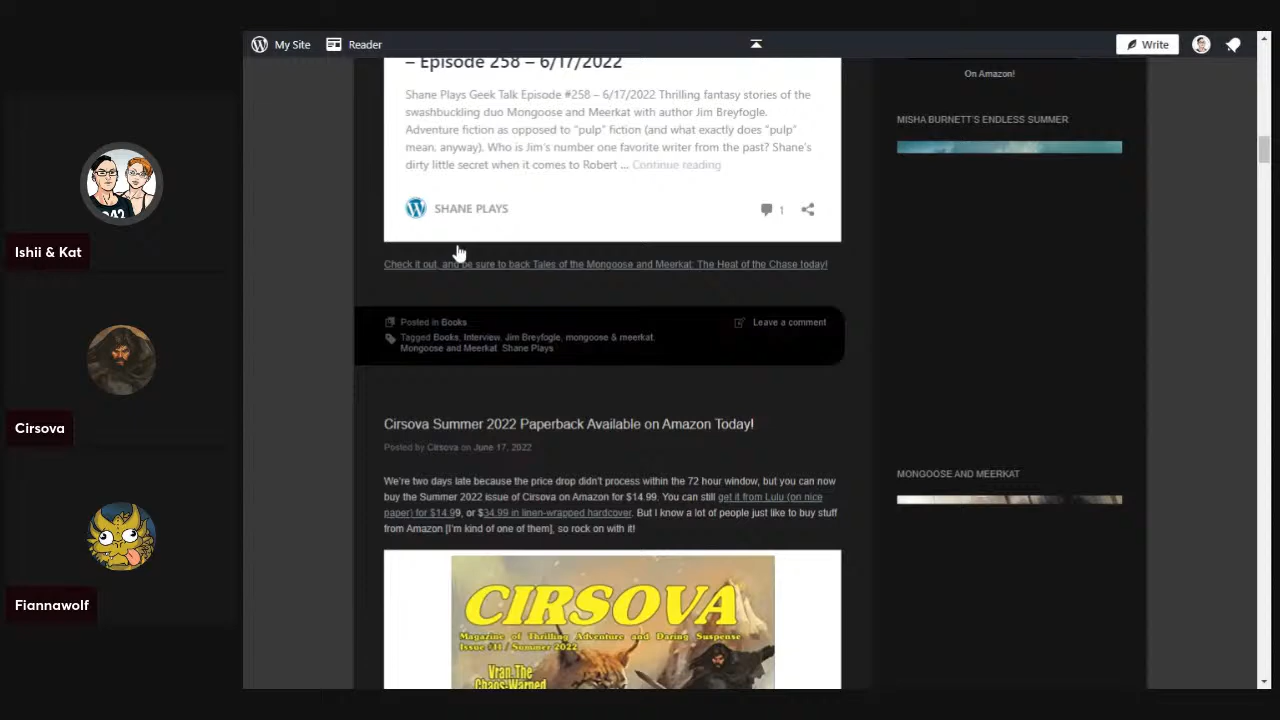 My Site
Reader
Write
– Episode 258 – 6/17/2022
Shane Plays Geek Talk Episode #258 – 6/17/2022 Thrilling fantasy stories of the
swashbuckling duo Mongoose and Meerkat with author Jim Breyfogle.
Adventure fiction as opposed to “pulp” fiction (and what exactly does “pulp”
mean, anyway). Who is Jim's number one favorite writer from the past? Shane's
dirty little secret when it comes to Robert ... Continue reading
SHANE PLAYS
1
Check it out, and be sure to back Tales of the Mongoose and Meerkat: The Heat of the Chase today!
Posted in Books
Leave a comment
Tagged Books, Interview, Jim Breyfogle, mongoose & meerkat,
Mongoose and Meerkat, Shane Plays
Cirsova Summer 2022 Paperback Available on Amazon Today!
Posted by Cirsova on June 17, 2022
We're two days late because the price drop didn't process within the 72 hour window, but you can now
buy the Summer 2022 issue of Cirsova on Amazon for $14.99. You can still get it from Lulu (on nice
paper) for $14.99, or $34.99 in linen-wrapped hardcover. But I know a lot of people just like to buy stuff
from Amazon [I'm kind of one of them], so rock on with it!
CIRSOVA
Magazine of Thrilling Adventure and Daring Suspense
Issue #11 / Summer 2022
Vran, The
Chaos-Warped
On Amazon!
MISHA BURNETT'S ENDLESS SUMMER
MONGOOSE AND MEERKAT
Ishii & Kat
Cirsova
Fiannawolf